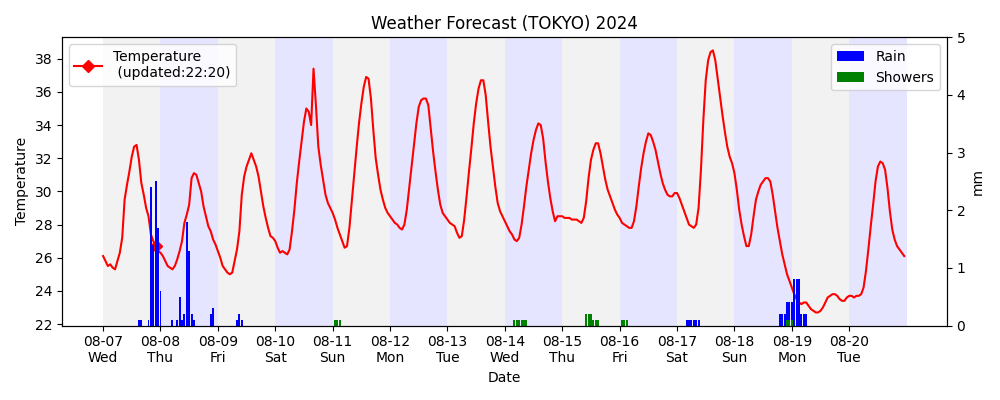 Weather Forecast (TOKYO) 2024
Temperature
(updated:22:20)
Rain
Showers
Temperature
38
36
34
32
30
28
26
24
22
5
4
3
2
1
0
mm
08-07 08-08 08-09 08-10 08-11 08-12 08-13 08-14 08-15 08-16 08-17 08-18 08-19 08-20
Wed Thu Fri Sat Sun Mon Tue Wed Thu Fri Sat Sun Mon Tue
Date